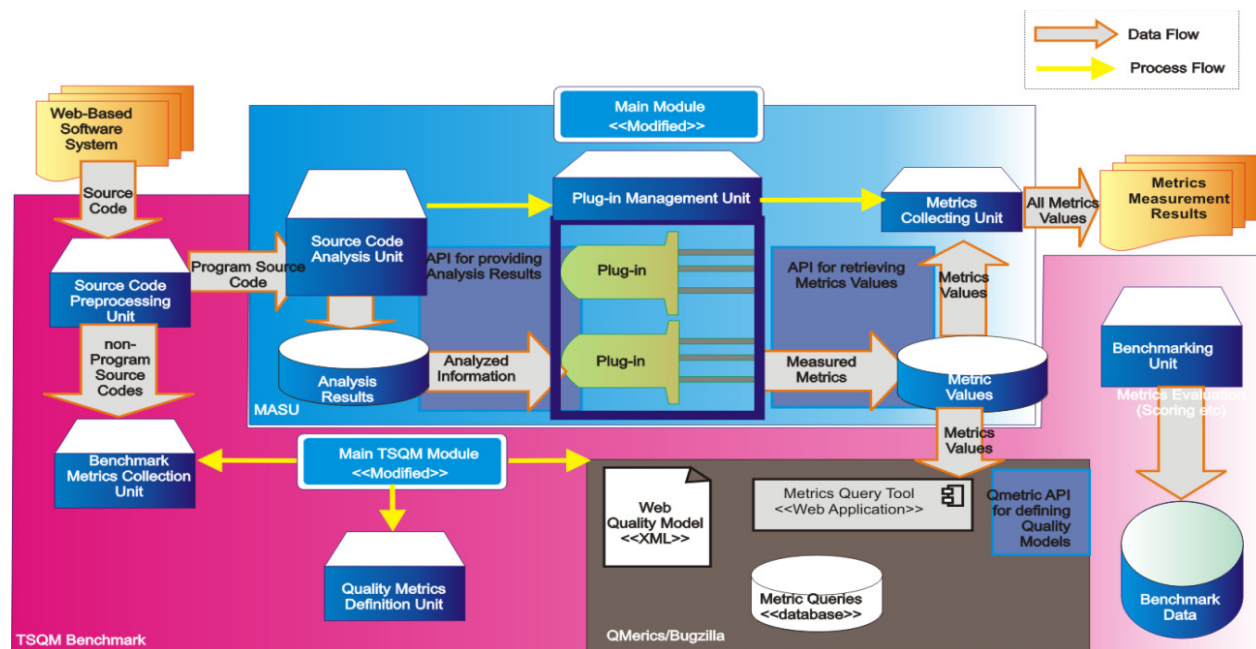 Data Flow
Process Flow
Web-Based
Software
System
Main Module
<<Modified>>
Source
Code
Source Code
Analysis Unit
Plug-in Management Unit
Metrics
Collecting Unit
All Metrics
Values
Metrics
Measurement
Results
Program Source
Code
Source Code
Preprocessing
Unit
API for providing
Analysis Results
Plug-in
API for retrieving
Metrics Values
Metrics
Values
non-
Program
Source
Codes
Analysis
Results
Analyzed
Information
Plug-in
Measured
Metrics
Metric
Values
Benchmarking
Unit
Metrics Evaluation
(Scoring etc)
MASU
Benchmark
Metrics Collection
Unit
Main TSQM Module
<<Modified>>
Metrics
Values
Web
Quality Model
<<XML>>
Metrics Query Tool
<<Web Application>>
Qmetric API
for defining
Quality
Models
Quality Metrics
Definition Unit
Metric Queries
<<database>>
Benchmark
Data
TSQM Benchmark
QMerics/Bugzilla